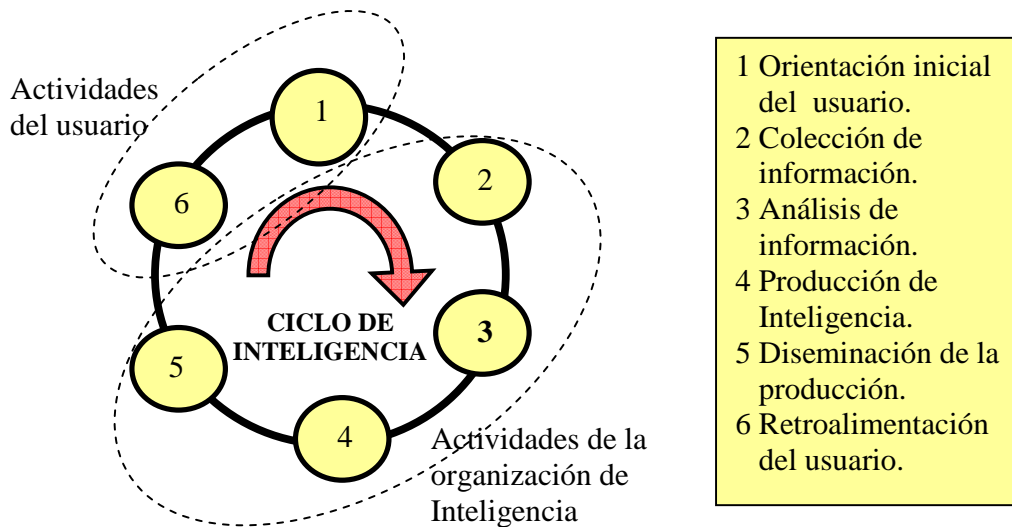 Actividades
del usuario
1
2
3
4
5
6
CICLO DE
INTELIGENCIA
Actividades de la
organización de
Inteligencia
1 Orientación inicial
del usuario.
2 Colección de
información.
3 Análisis de
información.
4 Producción de
Inteligencia.
5 Diseminación de la
producción.
6 Retroalimentación
del usuario.